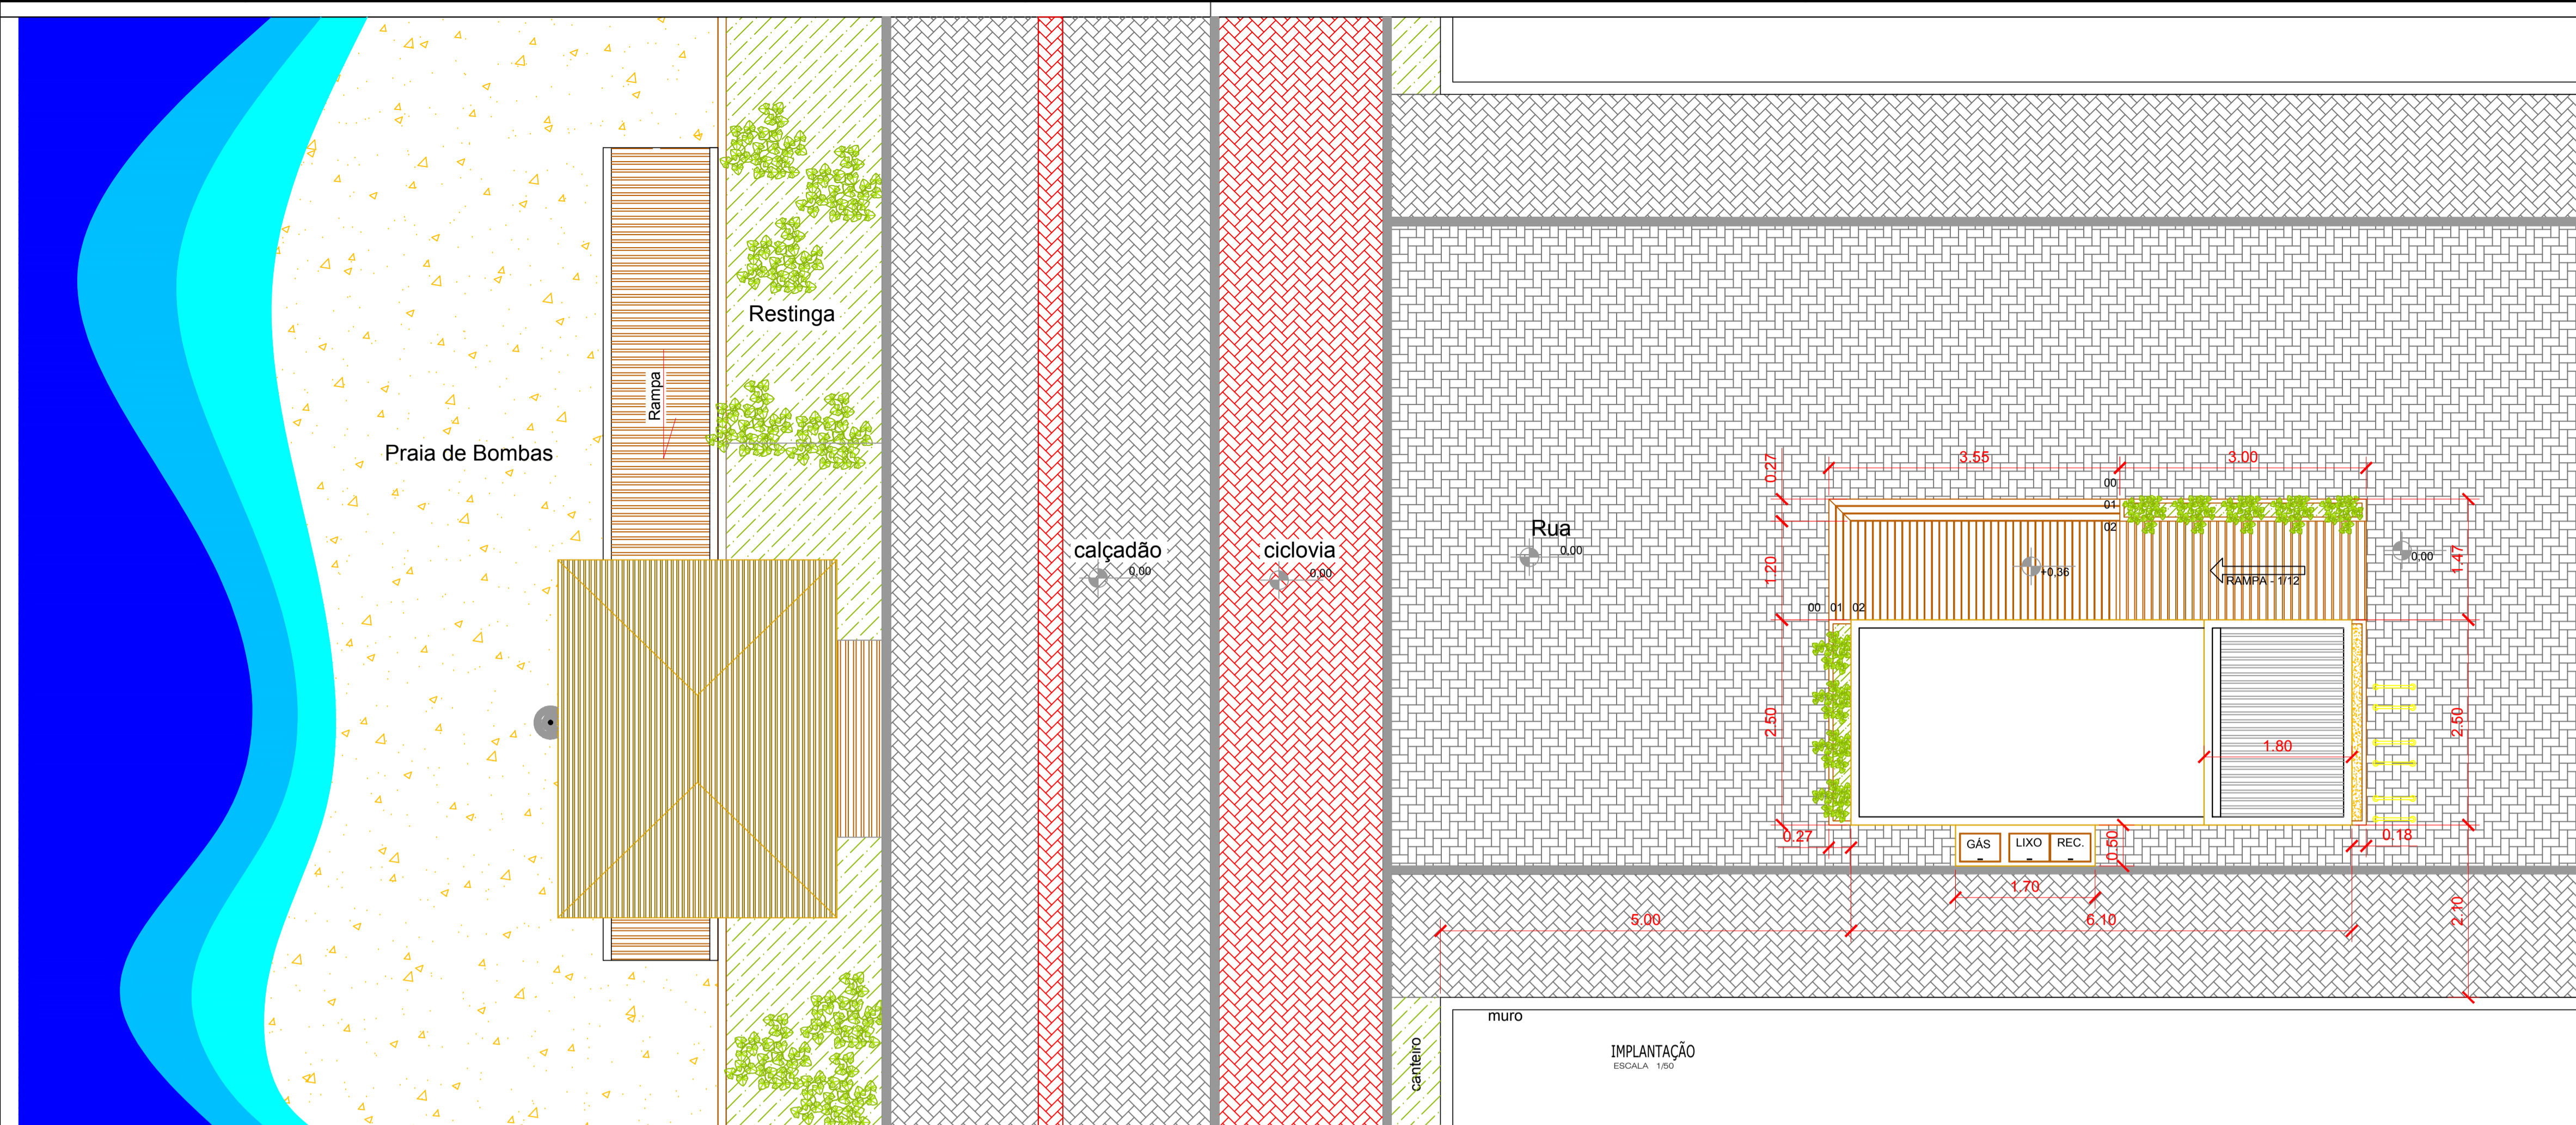 Restinga
Rampa
Praia de Bombas
calçadão
0,00
ciclovia
0,00
Rua
0,00
3.55
3.00
0.27
00
01
02
1.20
+0,36
RAMPA - 1/12
0,00
1.47
00 01 02
2.50
1.80
2.50
0.27
GÁS
LIXO
REC.
0.50
0.18
1.70
5.00
6.10
2.10
muro
canteiro
IMPLANTAÇÃO
ESCALA 1/50